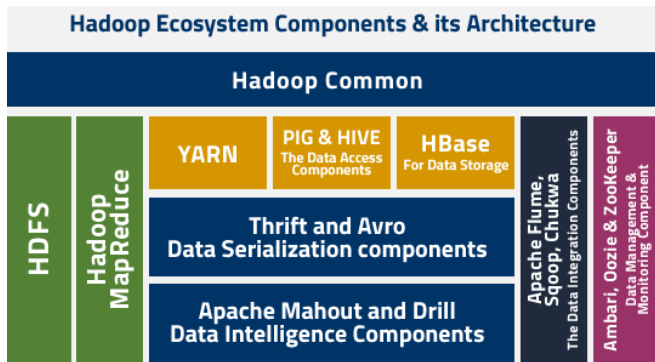 Hadoop Ecosystem Components & its Architecture
Hadoop Common
HDFS
Hadoop
MapReduce
YARN
PIG & HIVE
The Data Access
Components
HBase
For Data Storage
Thrift and Avro
Data Serialization components
Apache Mahout and Drill
Data Intelligence Components
Apache Flume,
Sqoop, Chukwa
The Data Integration Components
Ambari, Oozie & ZooKeeper
Data Management &
Monitoring Component